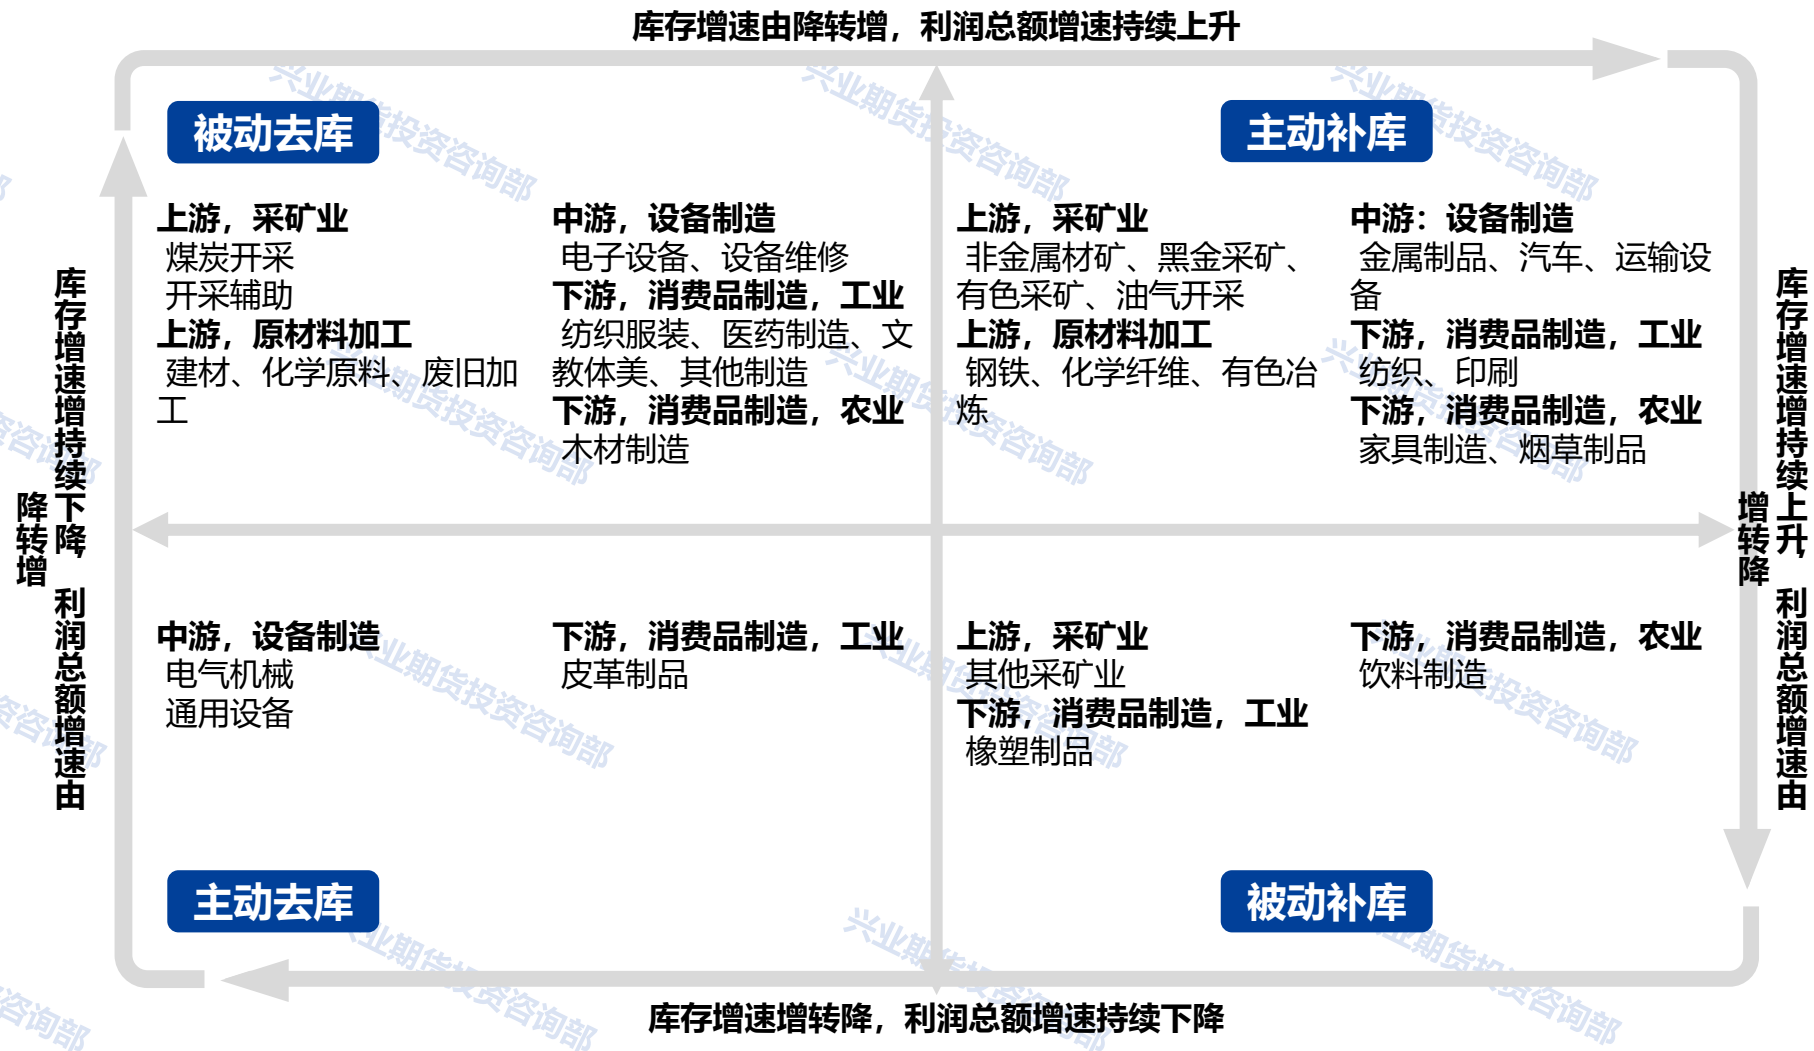 库存增速由降转增，利润总额增速持续上升
被动去库
上游，采矿业
煤炭开采
开采辅助
上游，原材料加工
建材、化学原料、废旧加
工
中游，设备制造
电子设备、设备维修
下游，消费品制造，工业
纺织服装、医药制造、文
教体美、其他制造
下游，消费品制造，农业
木材制造
主动补库
上游，采矿业
非金属材矿、黑金采矿、
有色采矿、油气开采
上游，原材料加工
钢铁、化学纤维、有色冶
炼
中游：设备制造
金属制品、汽车、运输设
备
下游，消费品制造，工业
纺织、印刷
下游，消费品制造，农业
家具制造、烟草制品
库存增速增持续下降，利润总额增速由
降转增
库存增速增持续上升，利润总额增速由
增转降
中游，设备制造
电气机械
通用设备
下游，消费品制造，工业
皮革制品
主动去库
上游，采矿业
其他采矿业
下游，消费品制造，工业
橡塑制品
下游，消费品制造，农业
饮料制造
被动补库
库存增速增转降，利润总额增速持续下降
兴业期货投资咨询部